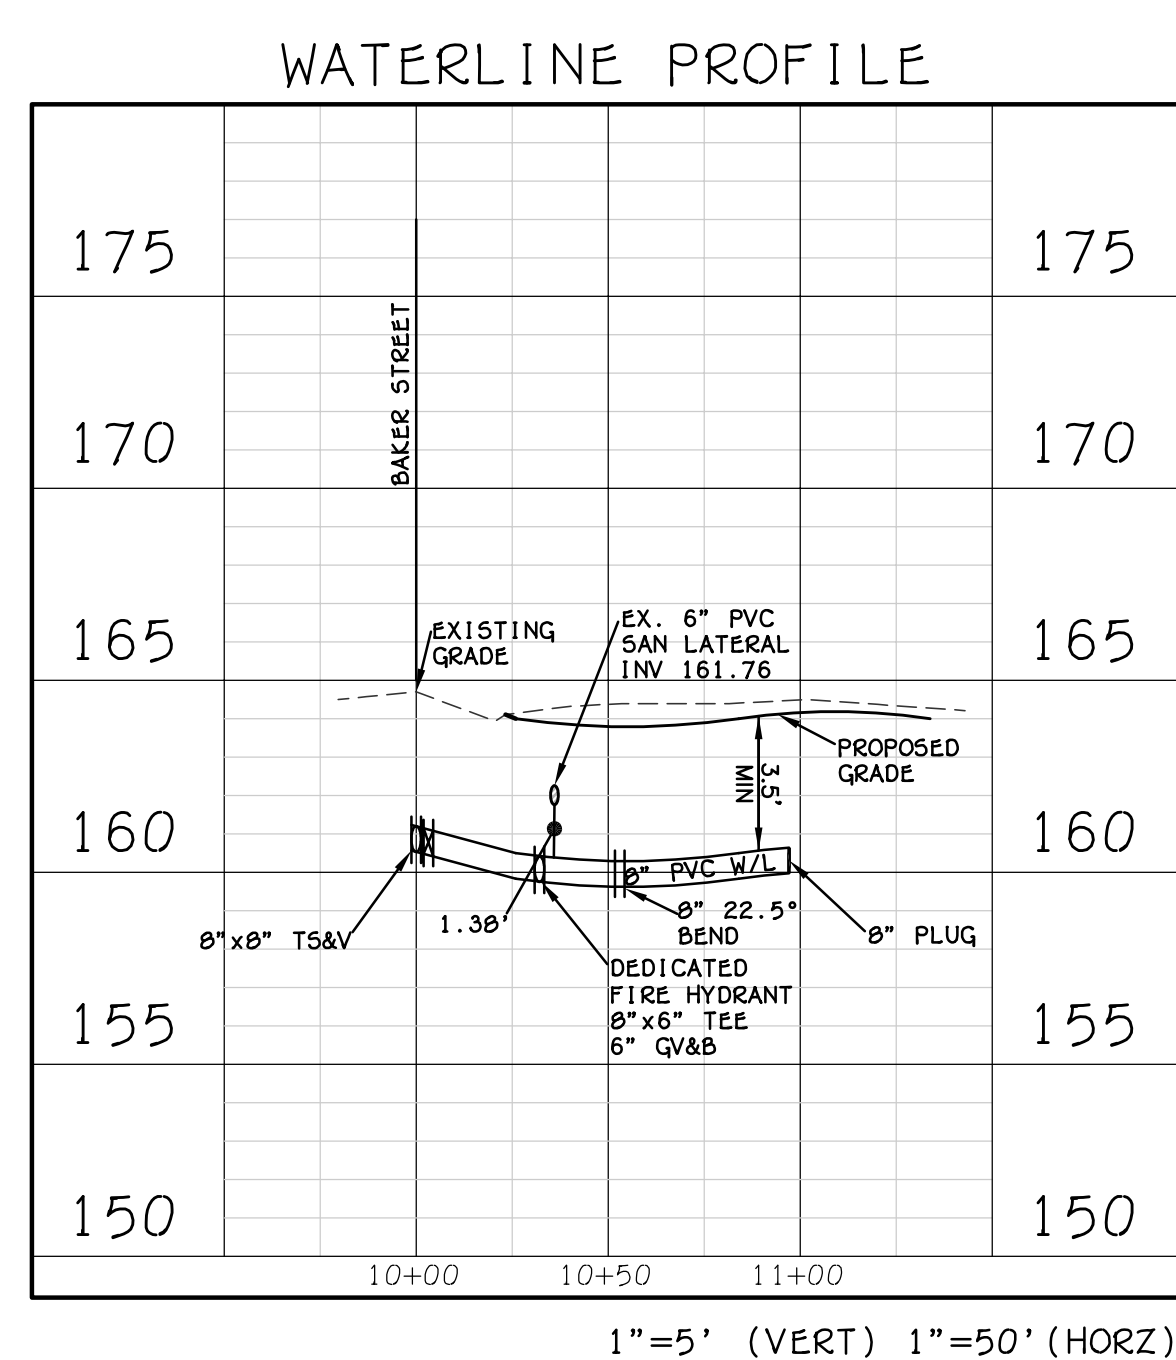 WATERLINE PROFILE
175
175
BAKER STREET
170
170
165
165
EXISTING
GRADE
EX. 6" PVC
SAN LATERAL
INV 161.76
PROPOSED
GRADE
3.5'
MIN
160
160
8" PVC W/L
1.38'
8"x8" TS&V
8" 22.5°
BEND
8" PLUG
DEDICATED
FIRE HYDRANT
8"x6" TEE
6" GV&B
155
155
150
150
10+00 10+50 11+00
1"=5' (VERT) 1"=50'(HORZ)